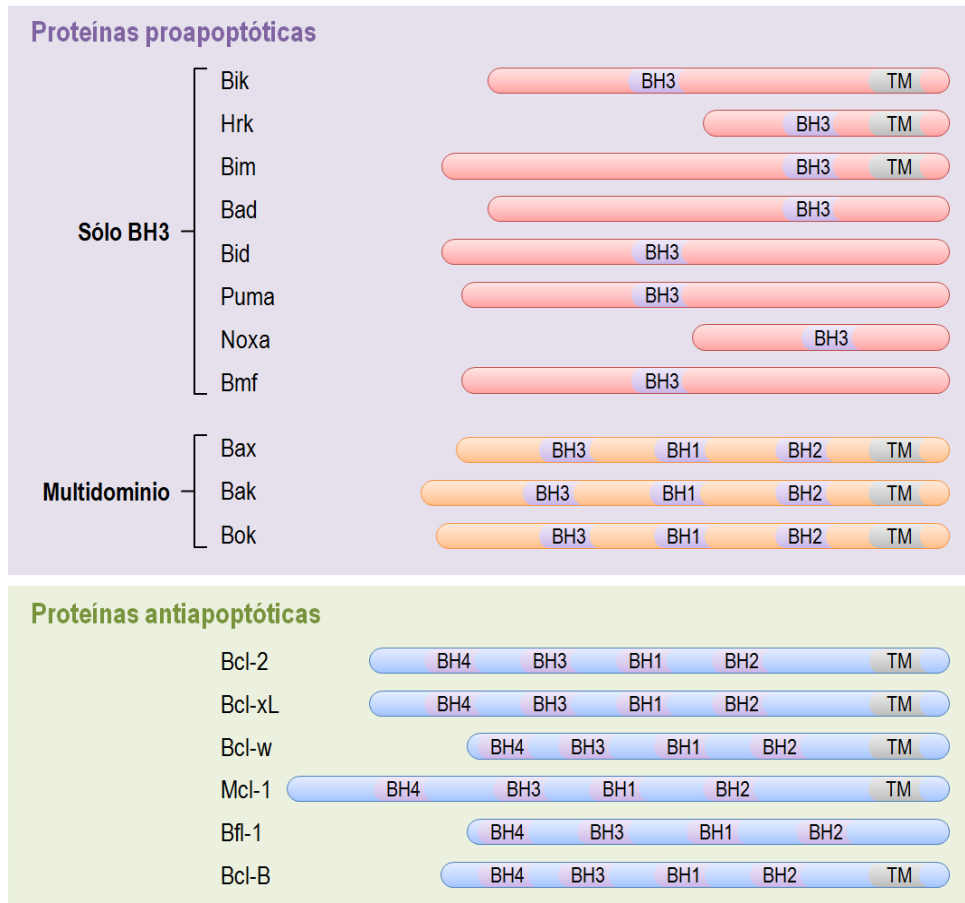 Proteínas proapoptóticas
Bik BH3 TM
Hrk BH3 TM
Bim BH3 TM
Bad BH3
Sólo BH3
Bid BH3
Puma BH3
Noxa BH3
Bmf BH3
Bax BH3 BH1 BH2 TM
Multidominio Bak BH3 BH1 BH2 TM
Bok BH3 BH1 BH2 TM
Proteínas antiapoptóticas
Bcl-2 BH4 BH3 BH1 BH2 TM
Bcl-xL BH4 BH3 BH1 BH2 TM
Bcl-w BH4 BH3 BH1 BH2 TM
Mcl-1 BH4 BH3 BH1 BH2 TM
Bfl-1 BH4 BH3 BH1 BH2
Bcl-B BH4 BH3 BH1 BH2 TM